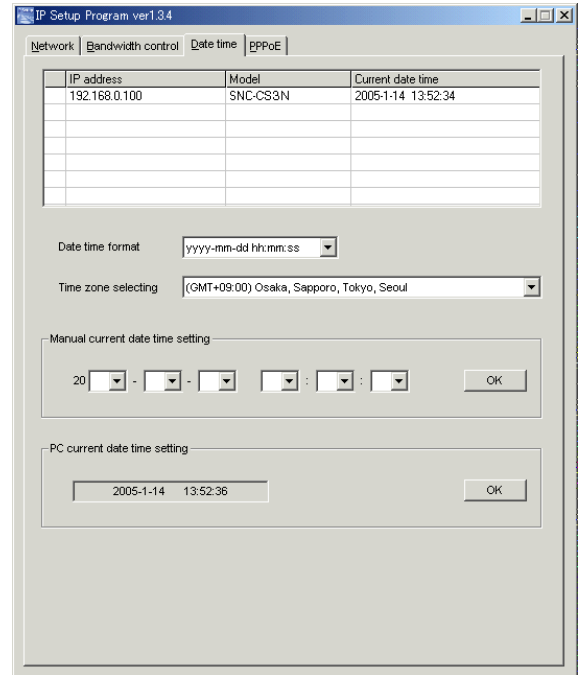 IP Setup Program ver1.3.4
Network Bandwidth control Date time PPPoE
IP address Model Current date time
192.168.0.100 SNC-CS3N 2005-1-14 13:52:34
Date time format yyyy-mm-dd hh:mm:ss
Time zone selecting (GMT+09:00) Osaka, Sapporo, Tokyo, Seoul
Manual current date time setting
20 - - : : OK
PC current date time setting
2005-1-14 13:52:36 OK